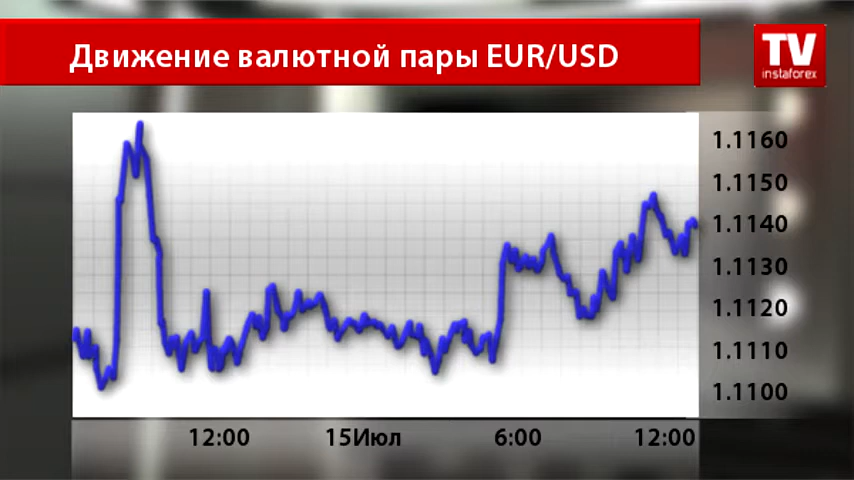 Движение валютной пары EUR/USD
TV
instaforex
1.1160
1.1150
1.1140
1.1130
1.1120
1.1110
1.1100
12:00 15Июл 6:00 12:00